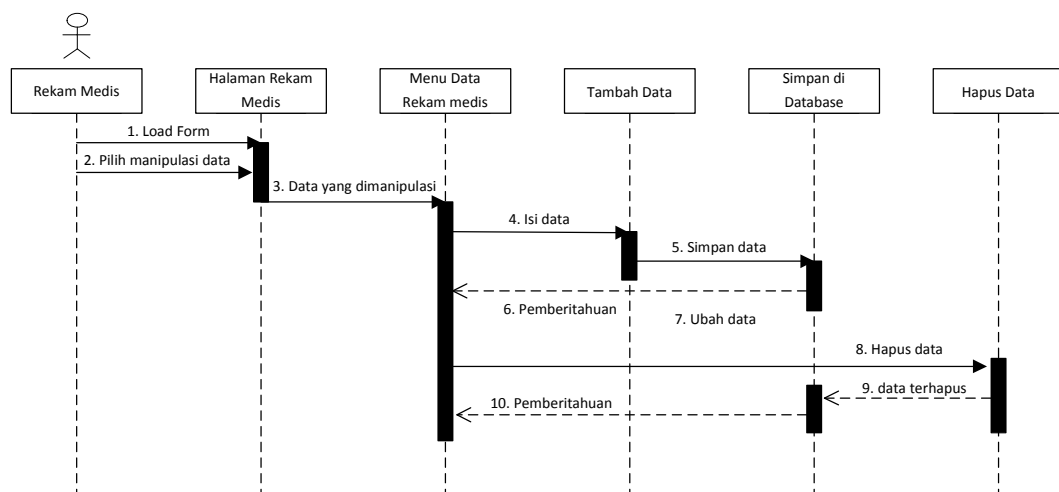 Rekam Medis
Halaman Rekam
Medis
Menu Data
Rekam medis
Tambah Data
Simpan di
Database
Hapus Data
1. Load Form
2. Pilih manipulasi data
3. Data yang dimanipulasi
4. Isi data
5. Simpan data
6. Pemberitahuan
7. Ubah data
8. Hapus data
9. data terhapus
10. Pemberitahuan